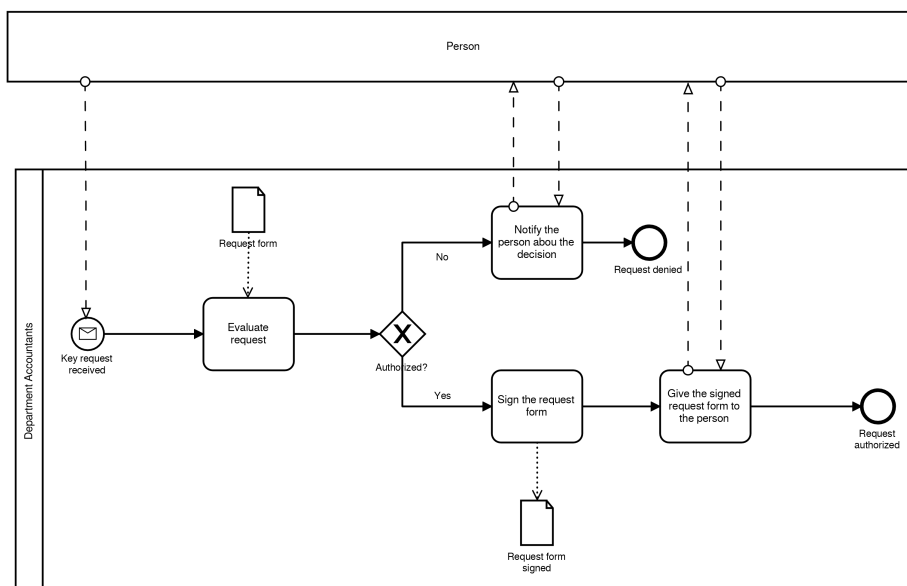 Person
Request form
Notify the
person abou the
decision
No
Request denied
Evaluate
request
Key request
received
Authorized?
Department Accountants
Yes
Sign the request
form
Give the signed
request form to
the person
Request
authorized
Request form
signed